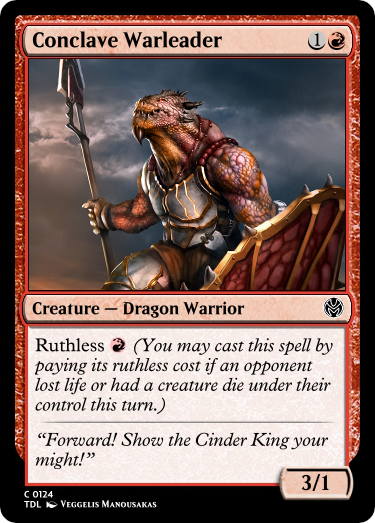 Conclave Warleader 1
Creature — Dragon Warrior
Ruthless (You may cast this spell by
paying its ruthless cost if an opponent
lost life or had a creature die under their
control this turn.)
“Forward! Show the Cinder King your
might!”
3/1
C 0124
TDL Veggelis Manousakas